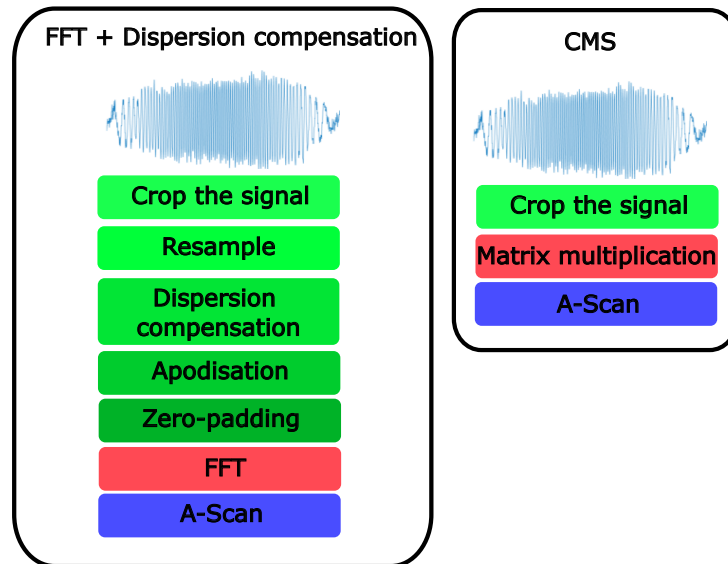 FFT + Dispersion compensation
Crop the signal
Resample
Dispersion
compensation
Apodisation
Zero-padding
FFT
A-Scan
CMS
Crop the signal
Matrix multiplication
A-Scan